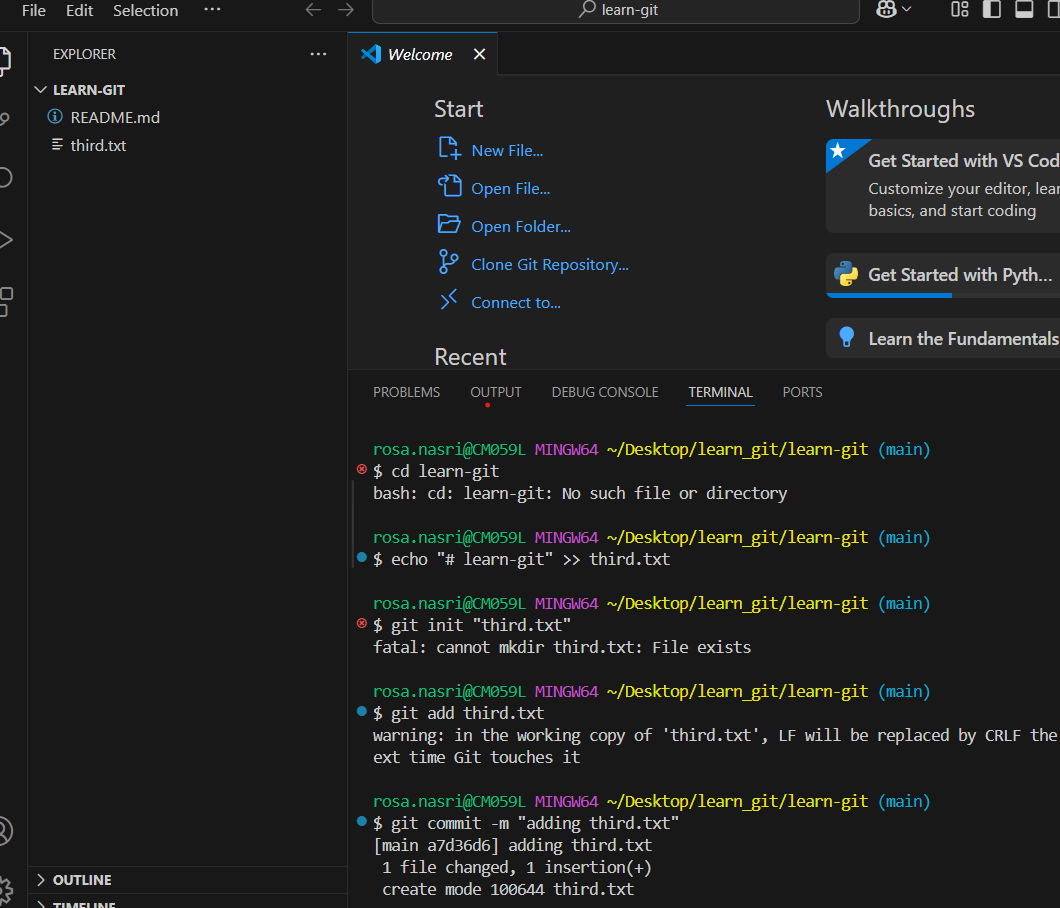 File Edit Selection ···
learn-git
EXPLORER ···
LEARN-GIT
README.md
third.txt
OUTLINE
TIMELINE
Welcome
Start
New File...
Open File...
Open Folder...
Clone Git Repository...
Connect to...
Recent
Walkthroughs
Get Started with VS Cod
Customize your editor, lear
basics, and start coding
Get Started with Pyth...
Learn the Fundamentals
PROBLEMS OUTPUT DEBUG CONSOLE TERMINAL PORTS
rosa.nasri@CM059L MINGW64 ~/Desktop/learn_git/learn-git (main)
$ cd learn-git
bash: cd: learn-git: No such file or directory
rosa.nasri@CM059L MINGW64 ~/Desktop/learn_git/learn-git (main)
$ echo "# learn-git" >> third.txt
rosa.nasri@CM059L MINGW64 ~/Desktop/learn_git/learn-git (main)
$ git init "third.txt"
fatal: cannot mkdir third.txt: File exists
rosa.nasri@CM059L MINGW64 ~/Desktop/learn_git/learn-git (main)
$ git add third.txt
warning: in the working copy of 'third.txt', LF will be replaced by CRLF the
ext time Git touches it
rosa.nasri@CM059L MINGW64 ~/Desktop/learn_git/learn-git (main)
$ git commit -m "adding third.txt"
[main a7d36d6] adding third.txt
 1 file changed, 1 insertion(+)
 create mode 100644 third.txt